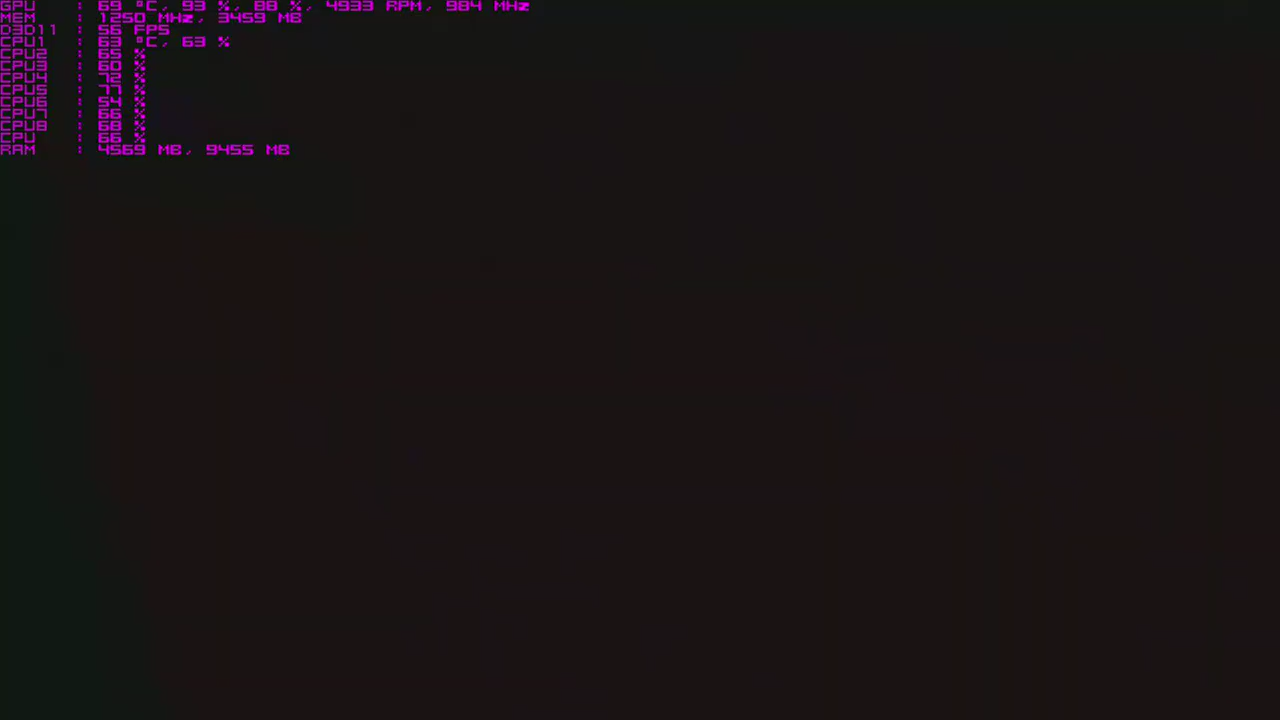 GPU : 69 °C, 93 %, 88 %, 4933 RPM, 984 MHz
MEM : 1250 MHz, 3459 MB
D3D11 : 56 FPS
CPU1 : 63 °C, 63 %
CPU2 : 65 %
CPU3 : 60 %
CPU4 : 72 %
CPU5 : 77 %
CPU6 : 54 %
CPU7 : 66 %
CPU8 : 68 %
CPU : 66 %
RAM : 4569 MB, 9455 MB